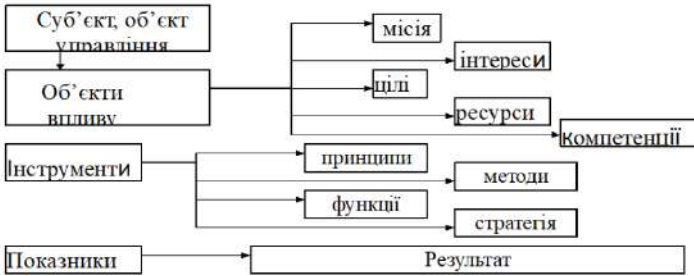 Суб’єкт, об’єкт
управління
місія
інтереси
Об’єкти
впливу
цілі
ресурси
компетенції
Інструменти
принципи
методи
функції
стратегія
Показники
Результат